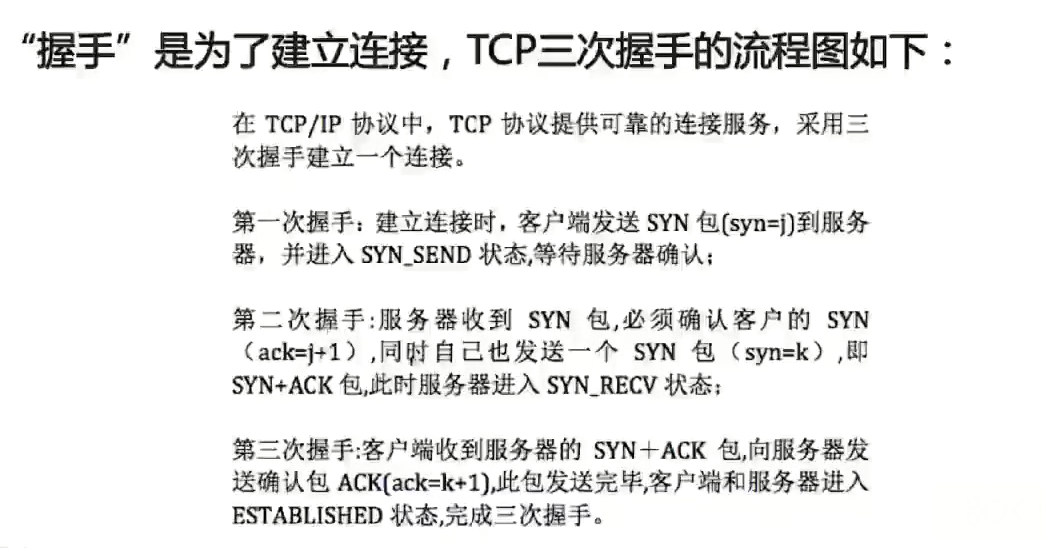 “握手”是为了建立连接，TCP三次握手的流程图如下：
在 TCP/IP 协议中，TCP 协议提供可靠的连接服务，采用三
次握手建立一个连接。
第一次握手：建立连接时，客户端发送 SYN 包(syn=j)到服务
器，并进入 SYN_SEND 状态,等待服务器确认；
第二次握手:服务器收到 SYN 包,必须确认客户的 SYN
（ack=j+1）,同时自己也发送一个 SYN 包（syn=k）,即
SYN+ACK 包,此时服务器进入 SYN_RECV 状态；
第三次握手:客户端收到服务器的 SYN＋ACK 包,向服务器发
送确认包 ACK(ack=k+1),此包发送完毕,客户端和服务器进入
ESTABLISHED 状态,完成三次握手。